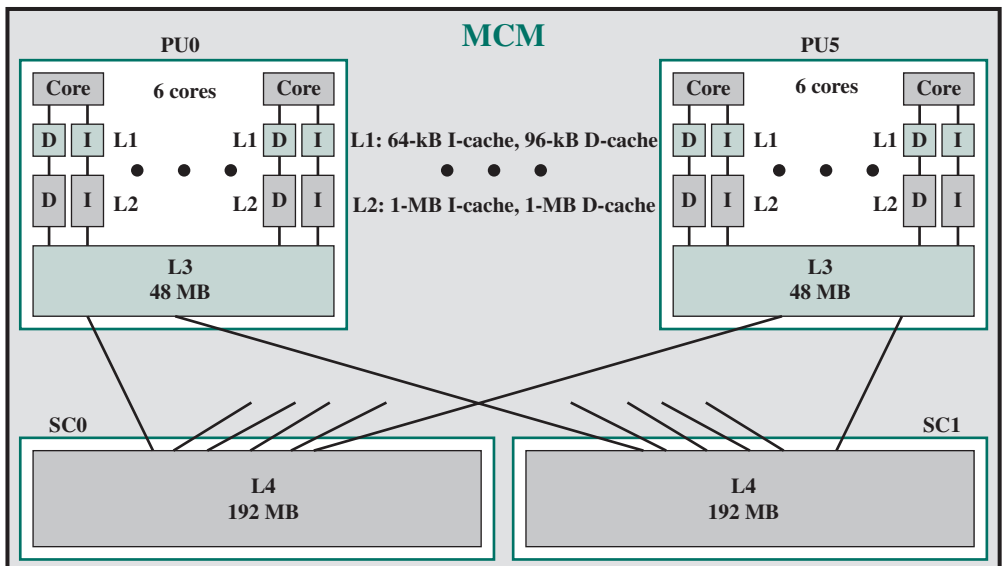 MCM
PU0
PU5
Core
6 cores
Core
Core
6 cores
Core
D I L1
L1 D I
L1: 64-kB I-cache, 96-kB D-cache
D I L1
L1 D I
D I L2
L2 D I
L2: 1-MB I-cache, 1-MB D-cache
D I L2
L2 D I
L3
48 MB
L3
48 MB
SC0
SC1
L4
192 MB
L4
192 MB